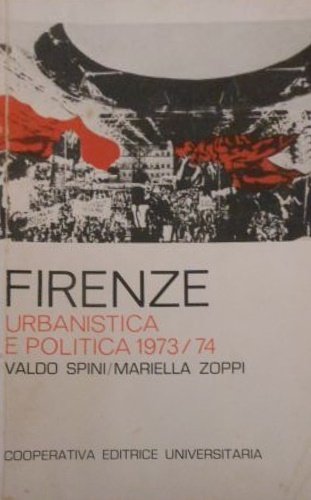 FIRENZE
URBANISTICA
E POLITICA 1973/74
VALDO SPINI/MARIELLA ZOPPI
COOPERATIVA EDITRICE UNIVERSITARIA